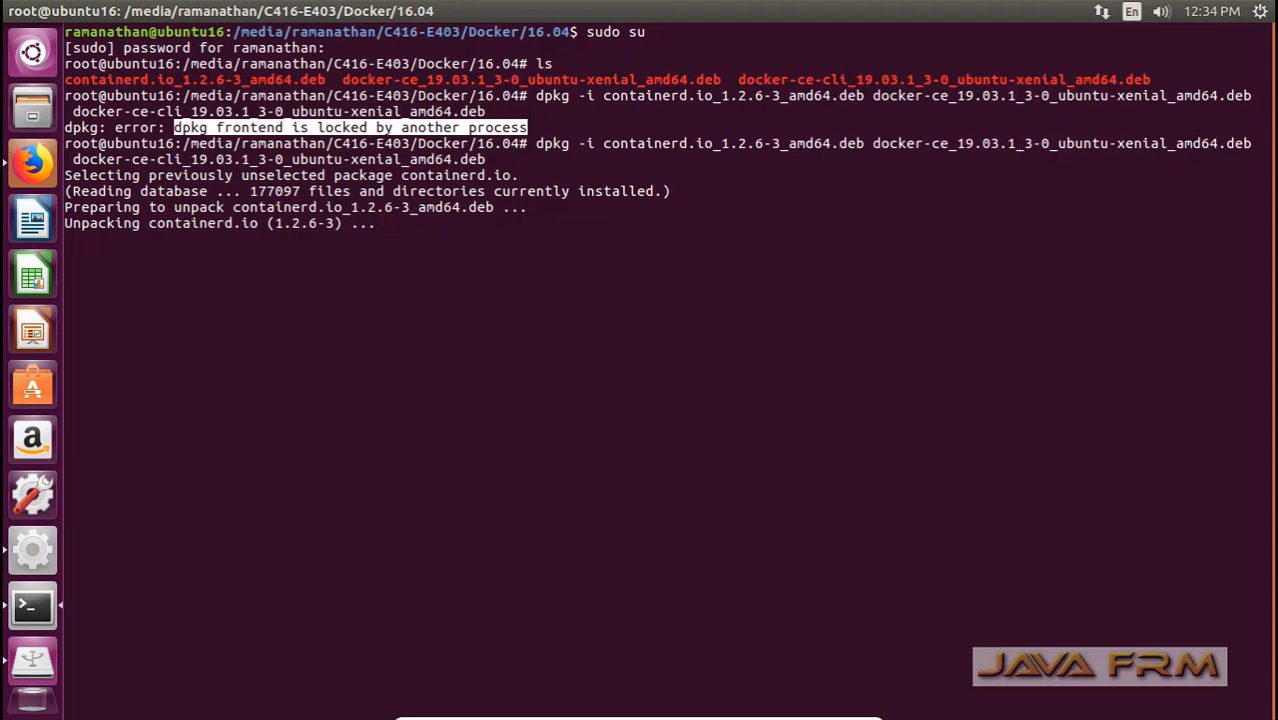 root@ubuntu16: /media/ramanathan/C416-E403/Docker/16.04
En
12:34 PM
ramanathan@ubuntu16:/media/ramanathan/C416-E403/Docker/16.04$ sudo su
[sudo] password for ramanathan:
root@ubuntu16:/media/ramanathan/C416-E403/Docker/16.04# ls
containerd.io_1.2.6-3_amd64.deb docker-ce_19.03.1_3-0_ubuntu-xenial_amd64.deb docker-ce-cli_19.03.1_3-0_ubuntu-xenial_amd64.deb
root@ubuntu16:/media/ramanathan/C416-E403/Docker/16.04# dpkg -i containerd.io_1.2.6-3_amd64.deb docker-ce_19.03.1_3-0_ubuntu-xenial_amd64.deb
docker-ce-cli_19.03.1_3-0_ubuntu-xenial_amd64.deb
dpkg: error: dpkg frontend is locked by another process
root@ubuntu16:/media/ramanathan/C416-E403/Docker/16.04# dpkg -i containerd.io_1.2.6-3_amd64.deb docker-ce_19.03.1_3-0_ubuntu-xenial_amd64.deb
docker-ce-cli_19.03.1_3-0_ubuntu-xenial_amd64.deb
Selecting previously unselected package containerd.io.
(Reading database ... 177097 files and directories currently installed.)
Preparing to unpack containerd.io_1.2.6-3_amd64.deb ...
Unpacking containerd.io (1.2.6-3) ...
JAVA FRM